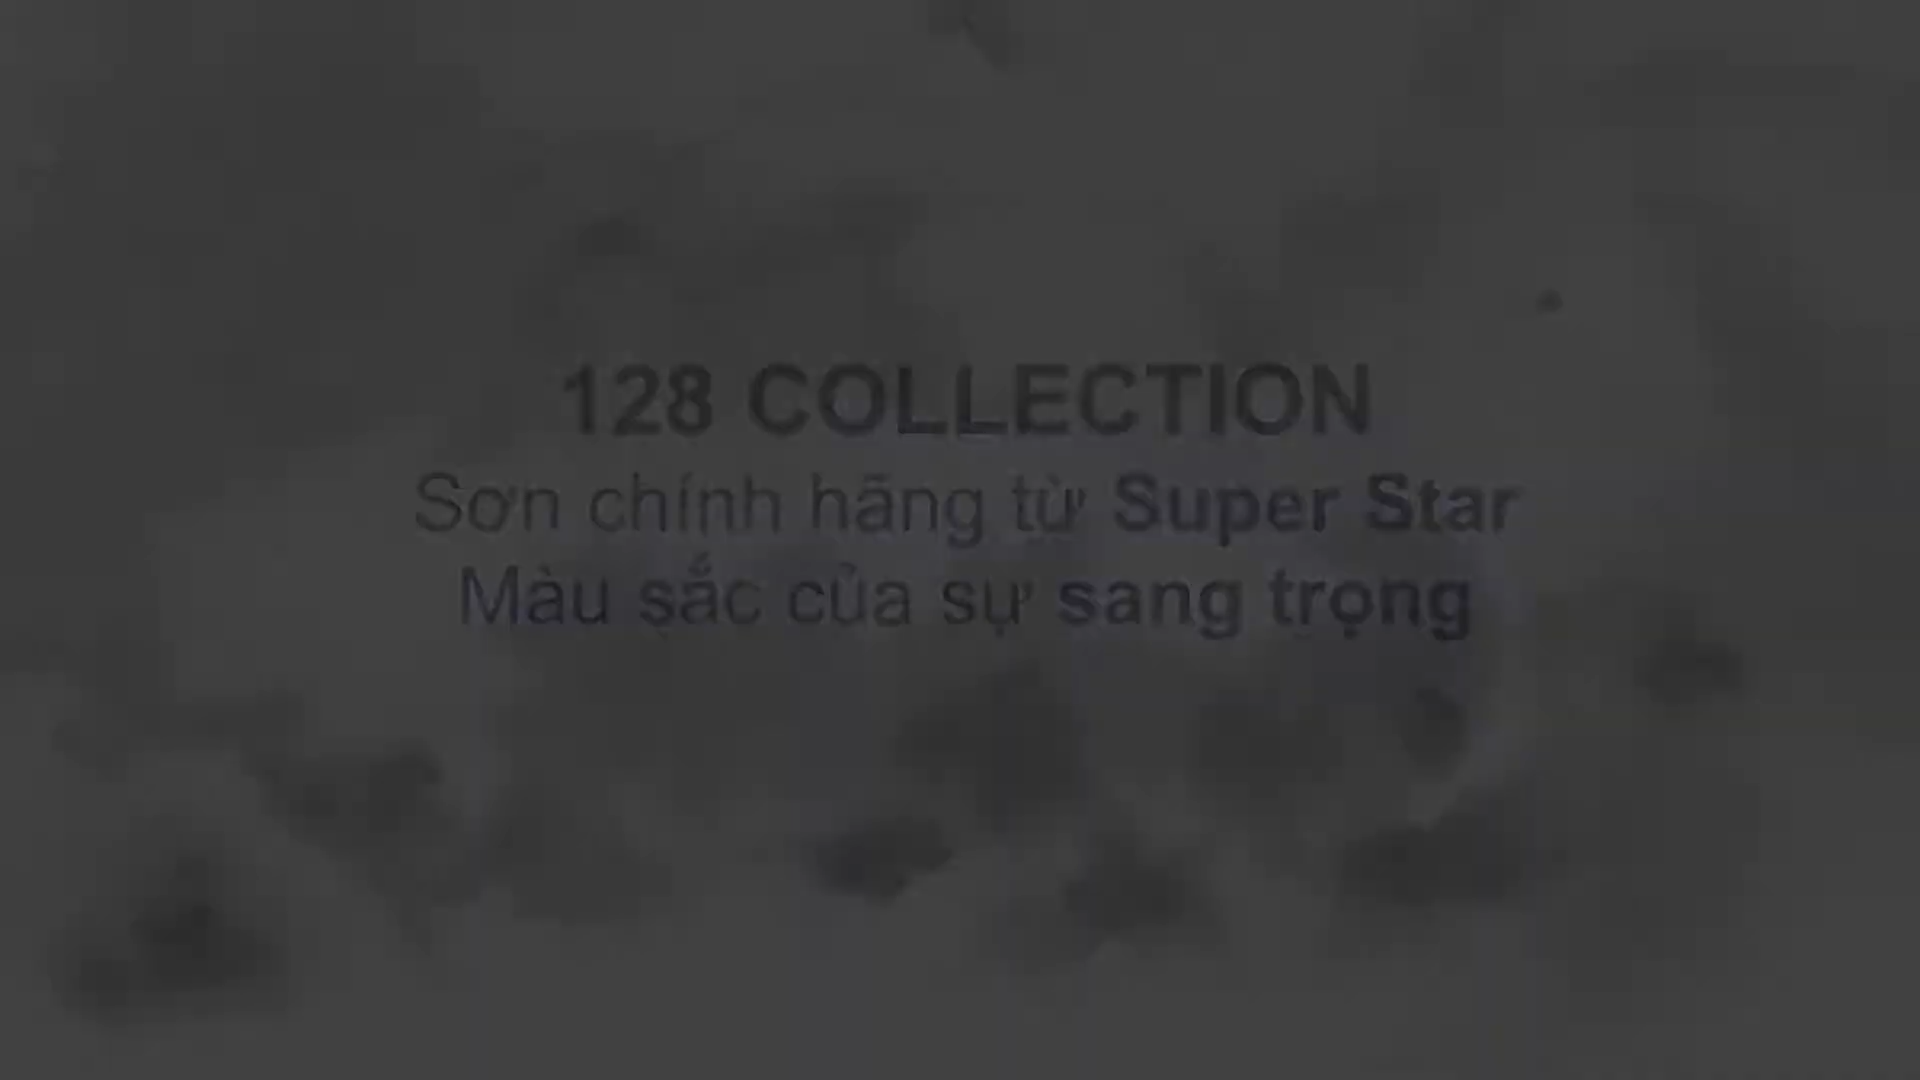 128 COLLECTION
Sơn chính hãng từ Super Star
Màu sắc của sự sang trọng